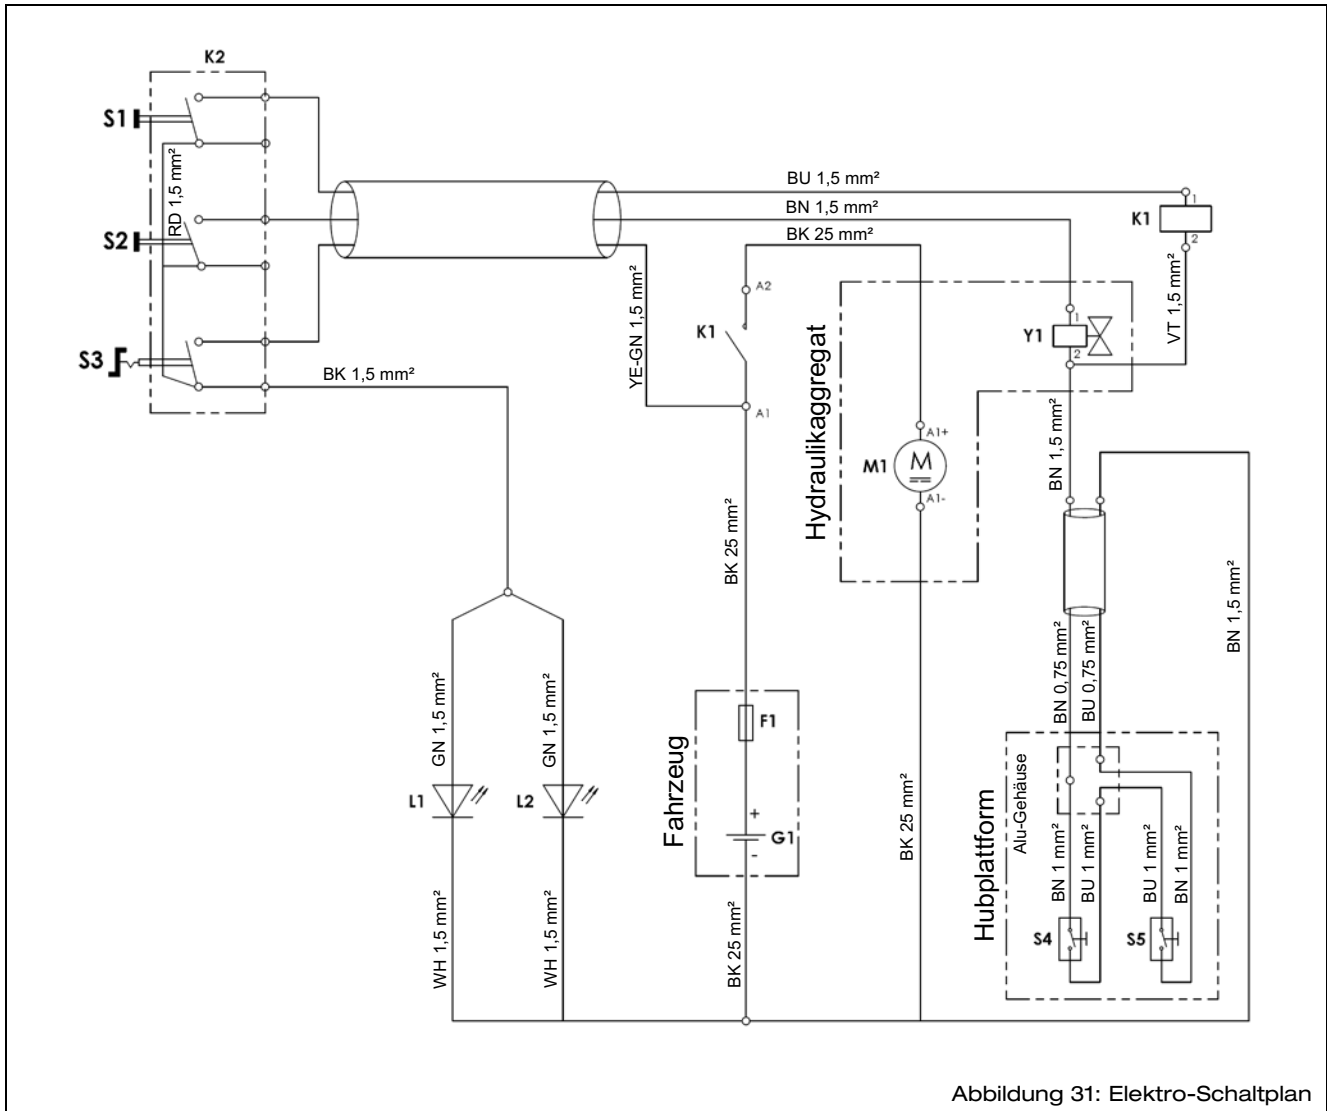 K2
S1
RD 1,5 mm²
S2
S3
BU 1,5 mm²
BN 1,5 mm²
BK 25 mm²
1
K1
2
VT 1,5 mm²
A2
K1
YE-GN 1,5 mm²
A1
BK 1,5 mm²
Hydraulikaggregat
1
Y1
2
A1+
M1
M
A1-
BN 1,5 mm²
BK 25 mm²
BN 1,5 mm²
BN 0,75 mm²
BU 0,75 mm²
GN 1,5 mm²
GN 1,5 mm²
L1
L2
WH 1,5 mm²
WH 1,5 mm²
Fahrzeug
F1
+
G1
-
BK 25 mm²
BK 25 mm²
Hubplattform
Alu-Gehäuse
BN 1 mm²
BU 1 mm²
BU 1 mm²
BN 1 mm²
S4
S5
Abbildung 31: Elektro-Schaltplan